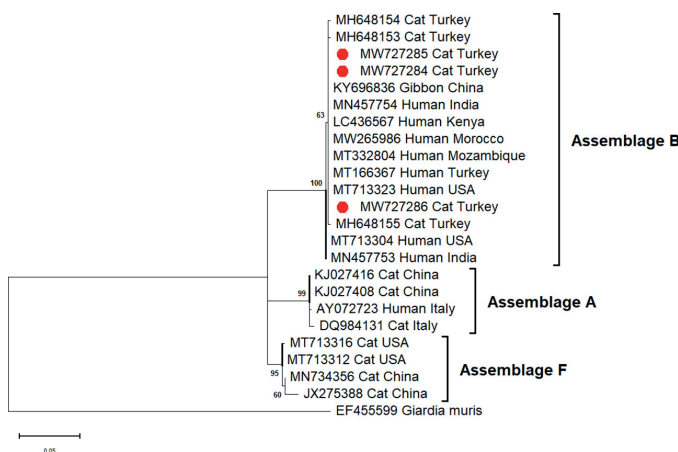 MH648154 Cat Turkey
MH648153 Cat Turkey
MW727285 Cat Turkey
MW727284 Cat Turkey
KY696836 Gibbon China
63
MN457754 Human India
LC436567 Human Kenya
MW265986 Human Morocco
Assemblage B
MT332804 Human Mozambique
MT166367 Human Turkey
100
MT713323 Human USA
MW727286 Cat Turkey
MH648155 Cat Turkey
MT713304 Human USA
MN457753 Human India
KJ027416 Cat China
99
KJ027408 Cat China
Assemblage A
AY072723 Human Italy
DQ984131 Cat Italy
MT713316 Cat USA
MT713312 Cat USA
Assemblage F
95
MN734356 Cat China
60
JX275388 Cat China
EF455599 Giardia muris
0.05